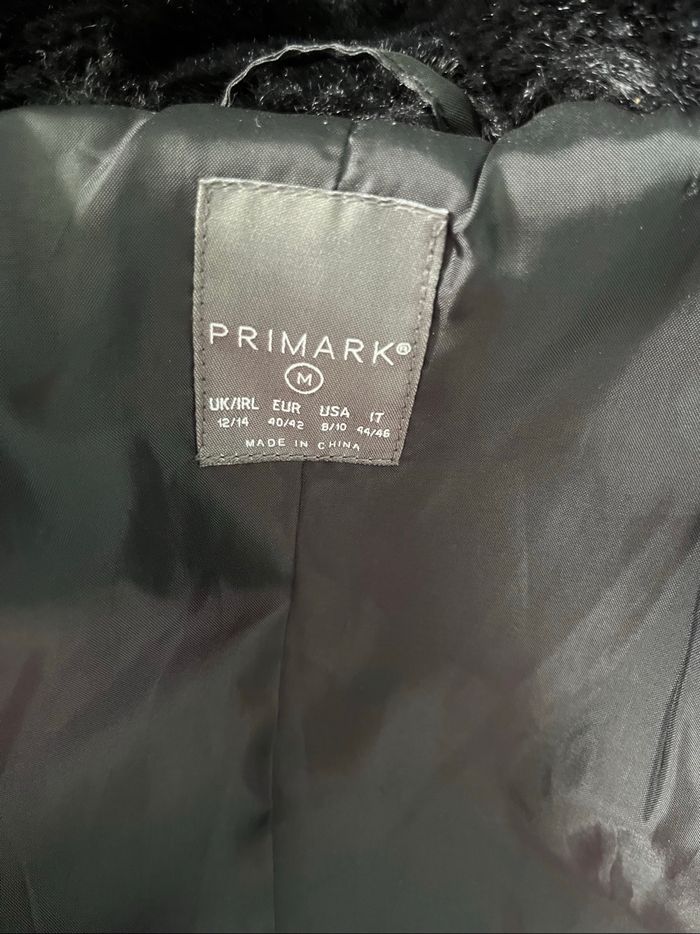 PRIMARK®
M
UK/IRL EUR USA IT
12/14 40/42 8/10 44/46
MADE IN CHINA